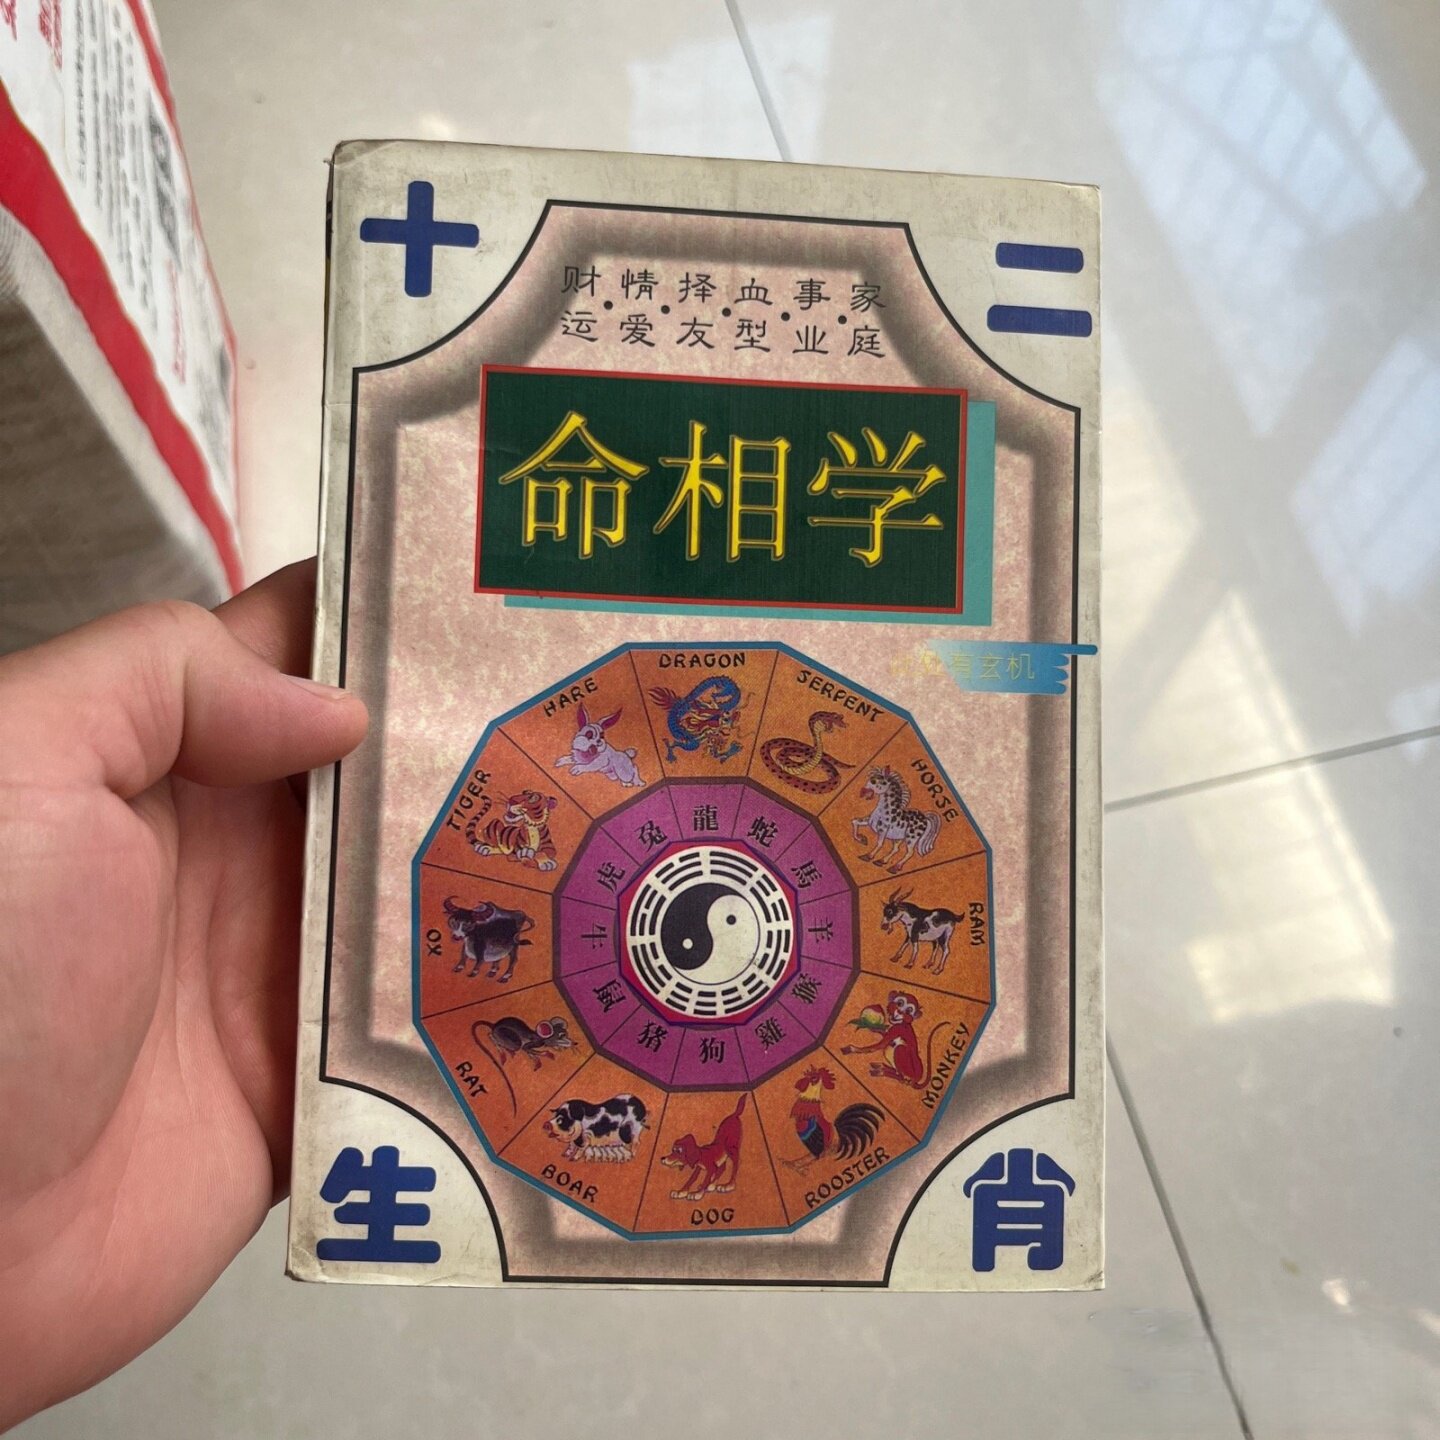 十二
财运·情爱·择友·血型·事业·家庭
命相学
此处有玄机
DRAGON
SERPENT
HORSE
RAM
MONKEY
ROOSTER
DOG
BOAR
RAT
OX
TIGER
HARE
龍
蛇
馬
羊
猴
雞
狗
猪
鼠
牛
虎
兔
生肖